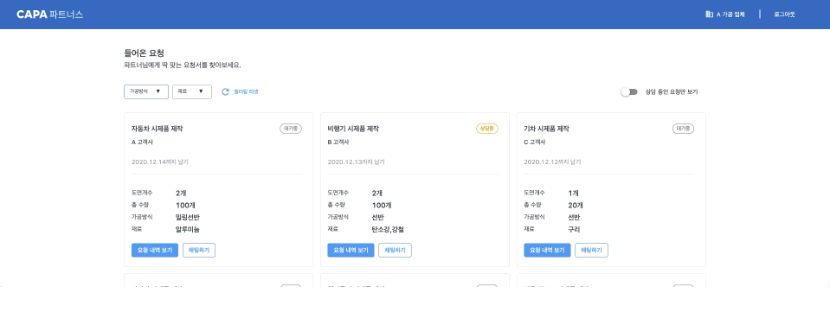 CAPA 파트너스
A 가공 업체
로그아웃
들어온 요청
파트너님에게 딱 맞는 요청서를 찾아보세요.
가공방식 ▼
재료 ▼
필터링 리셋
상담 중인 요청만 보기
자동차 시제품 제작
대기중
A 고객사
2020.12.14까지 납기
도면개수 2개
총 수량 100개
가공방식 밀링선반
재료 알루미늄
요청 내역 보기
채팅하기
비행기 시제품 제작
상담중
B 고객사
2020.12.13까지 납기
도면개수 2개
총 수량 100개
가공방식 선반
재료 탄소강,강철
요청 내역 보기
채팅하기
기차 시제품 제작
대기중
C 고객사
2020.12.12까지 납기
도면개수 1개
총 수량 20개
가공방식 선반
재료 구리
요청 내역 보기
채팅하기